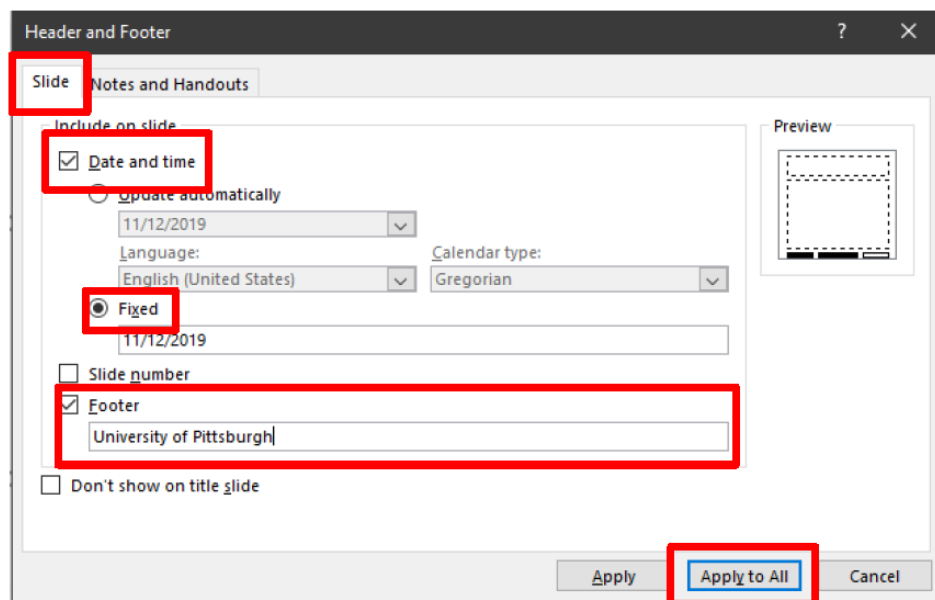 Header and Footer ?
Slide Notes and Handouts
Include on slide
Preview
Date and time
Update automatically
11/12/2019
Language: Calendar type:
English (United States) Gregorian
Fixed
11/12/2019
Slide number
Footer
University of Pittsburgh
Don't show on title slide
Apply Apply to All Cancel